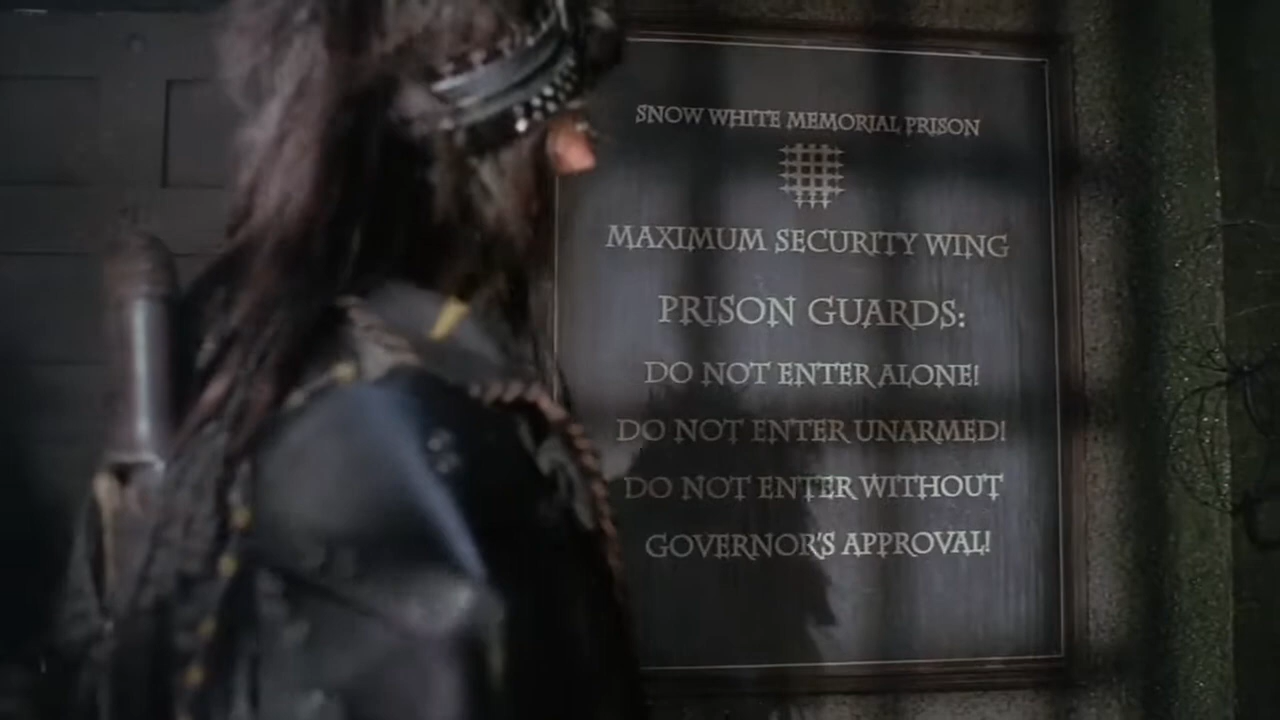 SNOW WHITE MEMORIAL PRISON
MAXIMUM SECURITY WING
PRISON GUARDS:
DO NOT ENTER ALONE!
DO NOT ENTER UNARMED!
DO NOT ENTER WITHOUT
GOVERNOR'S APPROVAL!